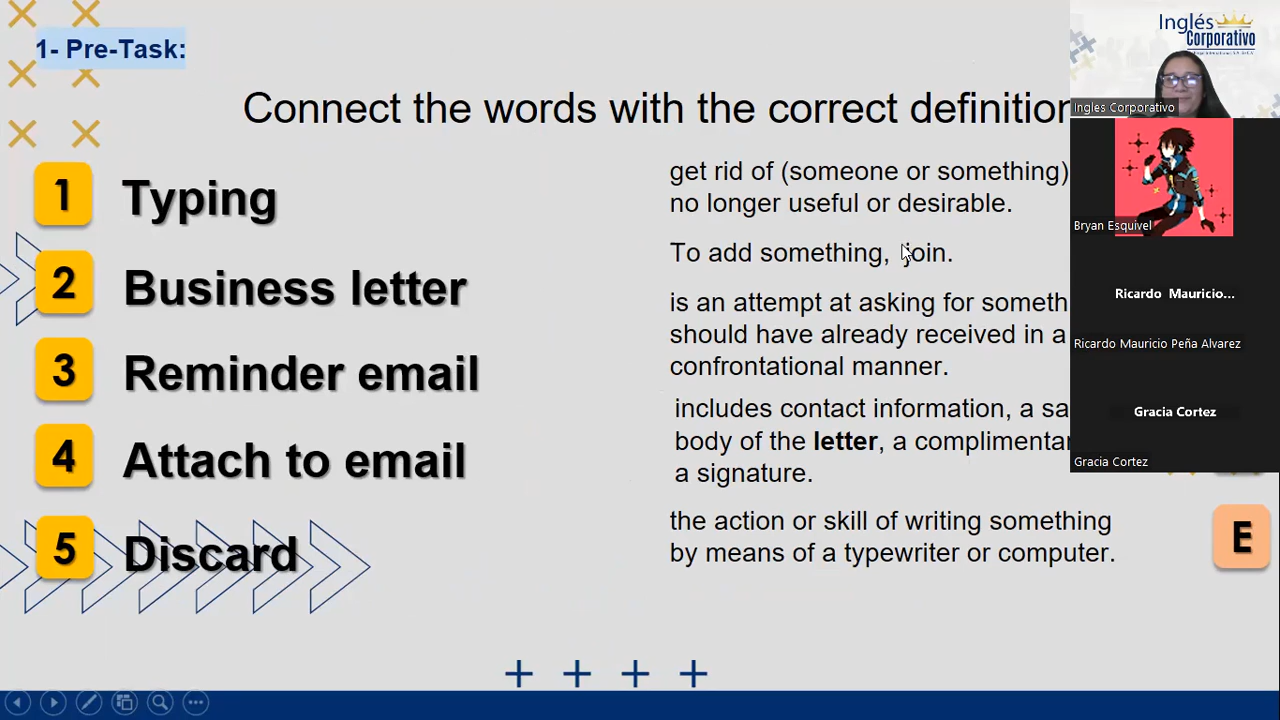 1- Pre-Task:
Connect the words with the correct definition
1 Typing
2 Business letter
3 Reminder email
4 Attach to email
5 Discard
get rid of (someone or something)
no longer useful or desirable.
To add something, join.
is an attempt at asking for someth
should have already received in a
confrontational manner.
includes contact information, a sa
body of the letter, a complimentar
a signature.
the action or skill of writing something
by means of a typewriter or computer.
E
Inglés
Corporativo
Ingles Corporativo
Bryan Esquivel
Ricardo Mauricio...
Ricardo Mauricio Peña Alvarez
Gracia Cortez
Gracia Cortez